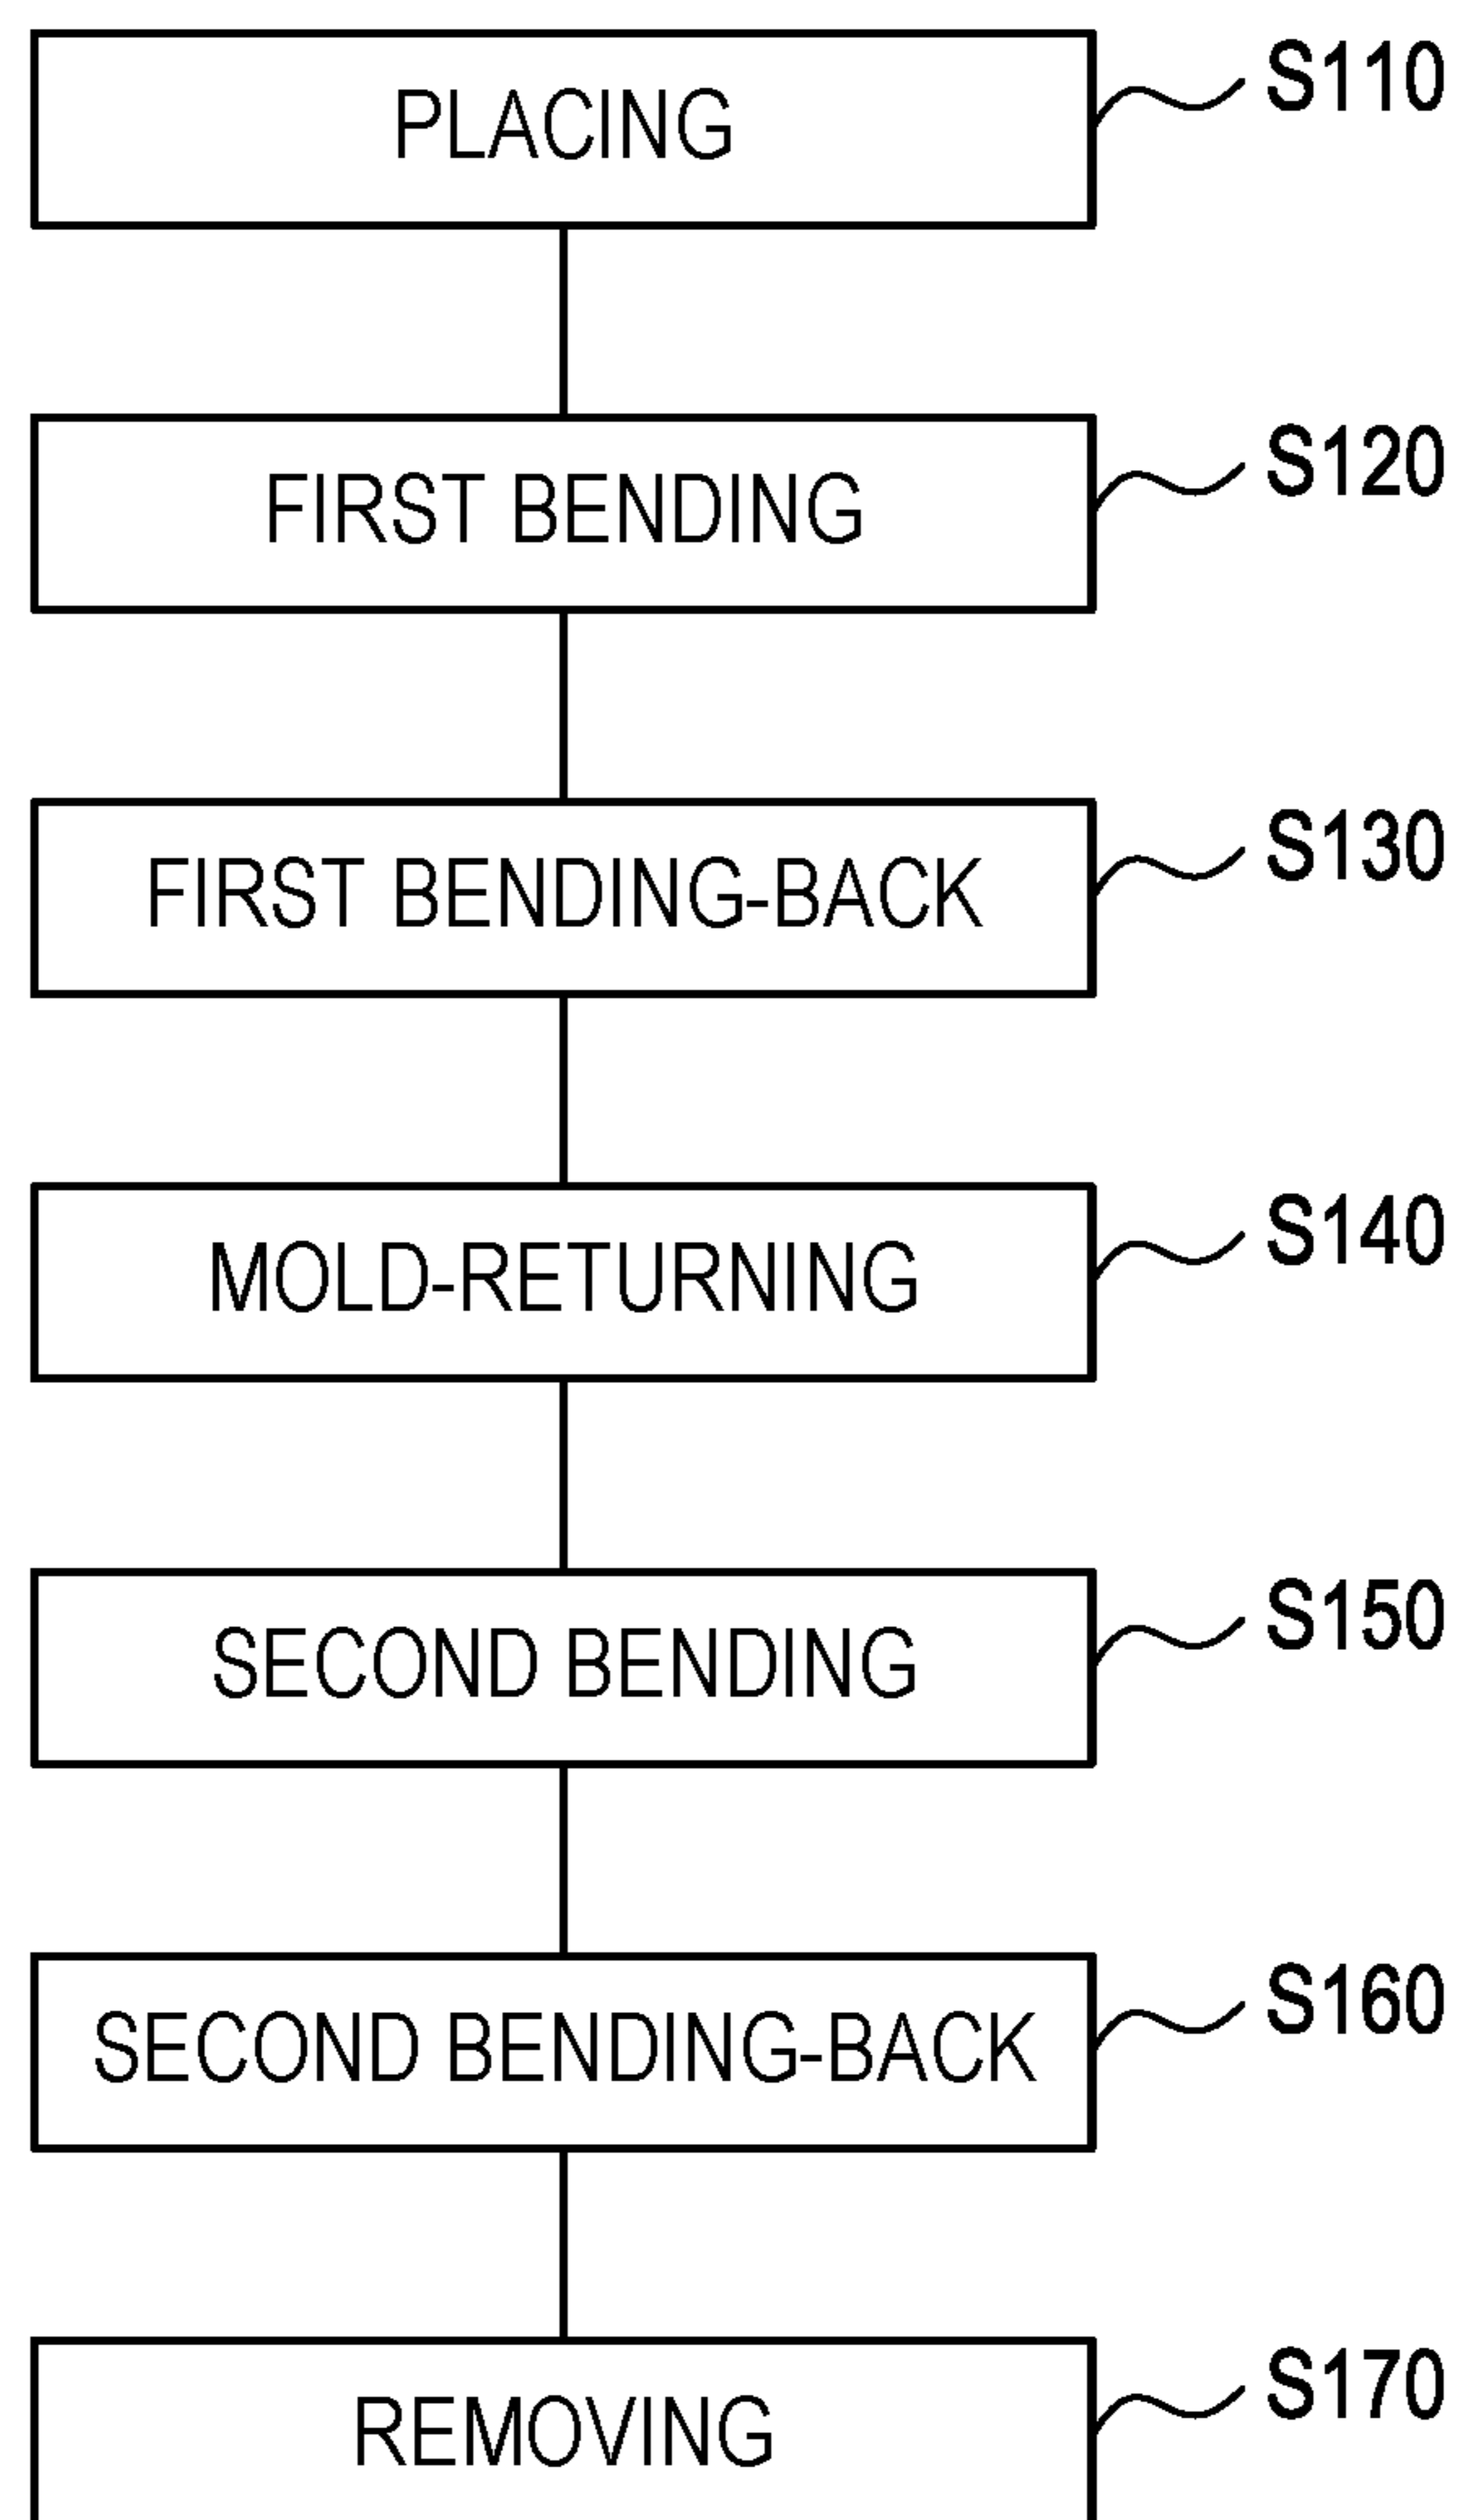 PLACING S110
FIRST BENDING S120
FIRST BENDING-BACK S130
MOLD-RETURNING S140
SECOND BENDING S150
SECOND BENDING-BACK S160
REMOVING S170